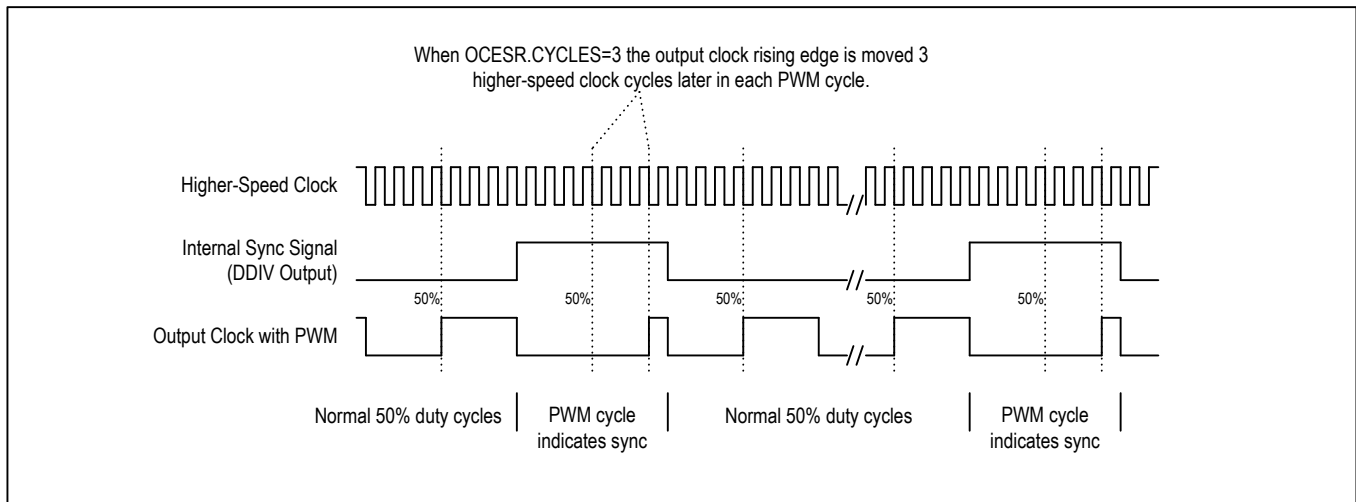 When OCESR.CYCLES=3 the output clock rising edge is moved 3
higher-speed clock cycles later in each PWM cycle.
Higher-Speed Clock
//
Internal Sync Signal
(DDIV Output)
//
50% 50% 50% 50% 50%
Output Clock with PWM
//
Normal 50% duty cycles
PWM cycle
indicates sync
Normal 50% duty cycles
PWM cycle
indicates sync